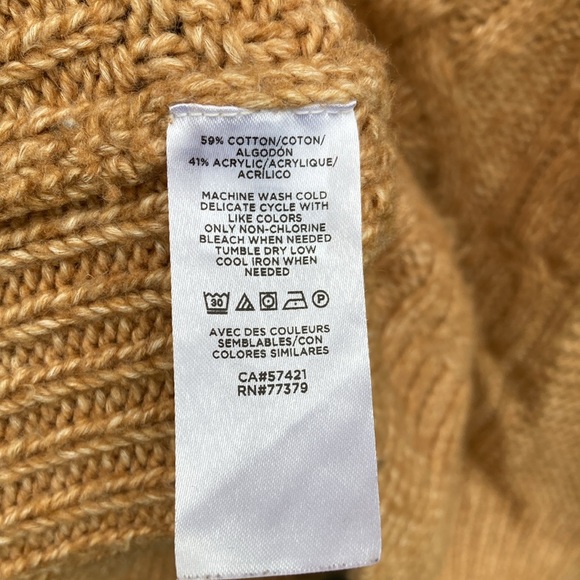 59% COTTON/COTON/
ALGODÓN
41% ACRYLIC/ACRYLIQUE/
ACRÍLICO
MACHINE WASH COLD
DELICATE CYCLE WITH
LIKE COLORS
ONLY NON-CHLORINE
BLEACH WHEN NEEDED
TUMBLE DRY LOW
COOL IRON WHEN
NEEDED
30 P
AVEC DES COULEURS
SEMBLABLES/CON
COLORES SIMILARES
CA#57421
RN#77379